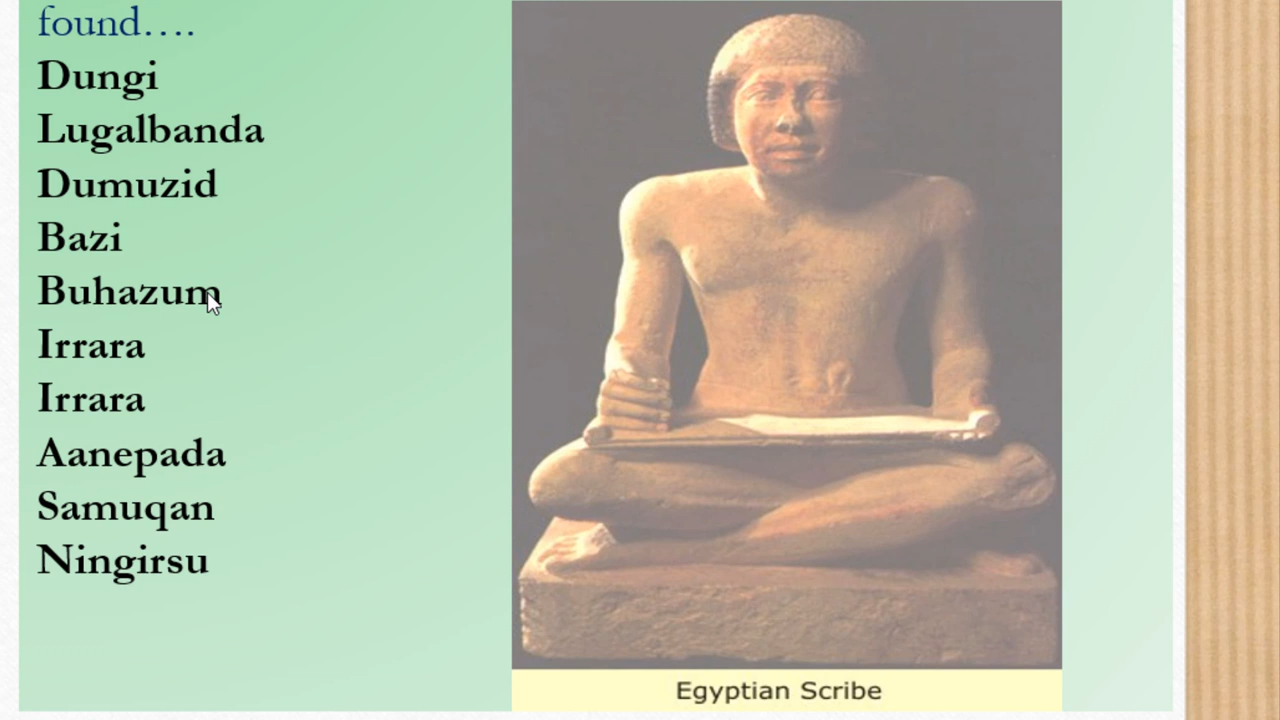 found….
Dungi
Lugalbanda
Dumuzid
Bazi
Buhazum
Irrara
Irrara
Aanepada
Samuqan
Ningirsu
Egyptian Scribe